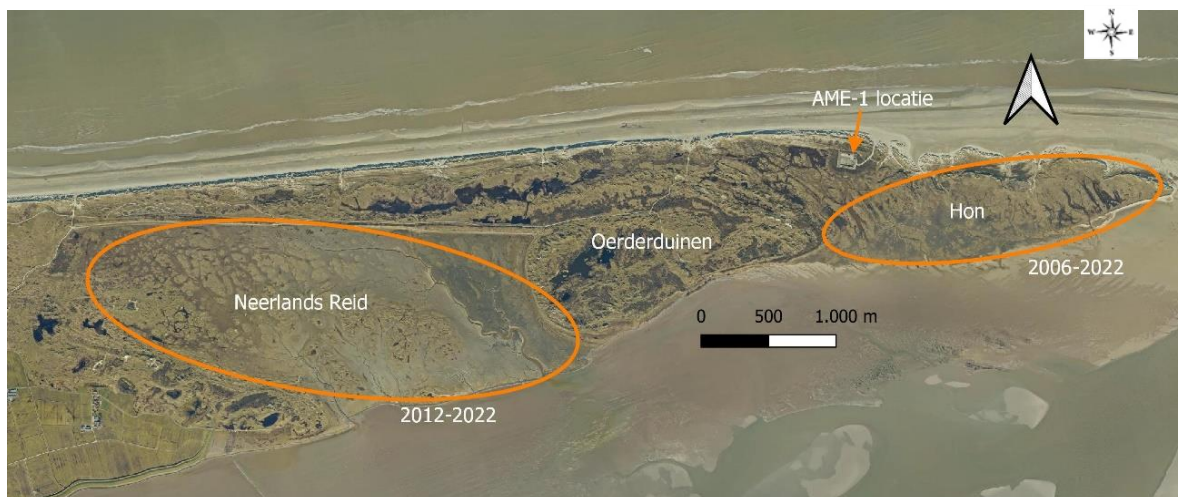 N
W E
S
AME-1 locatie
Hon
Oerderduinen
2006-2022
Neerlands Reid
0 500 1.000 m
2012-2022